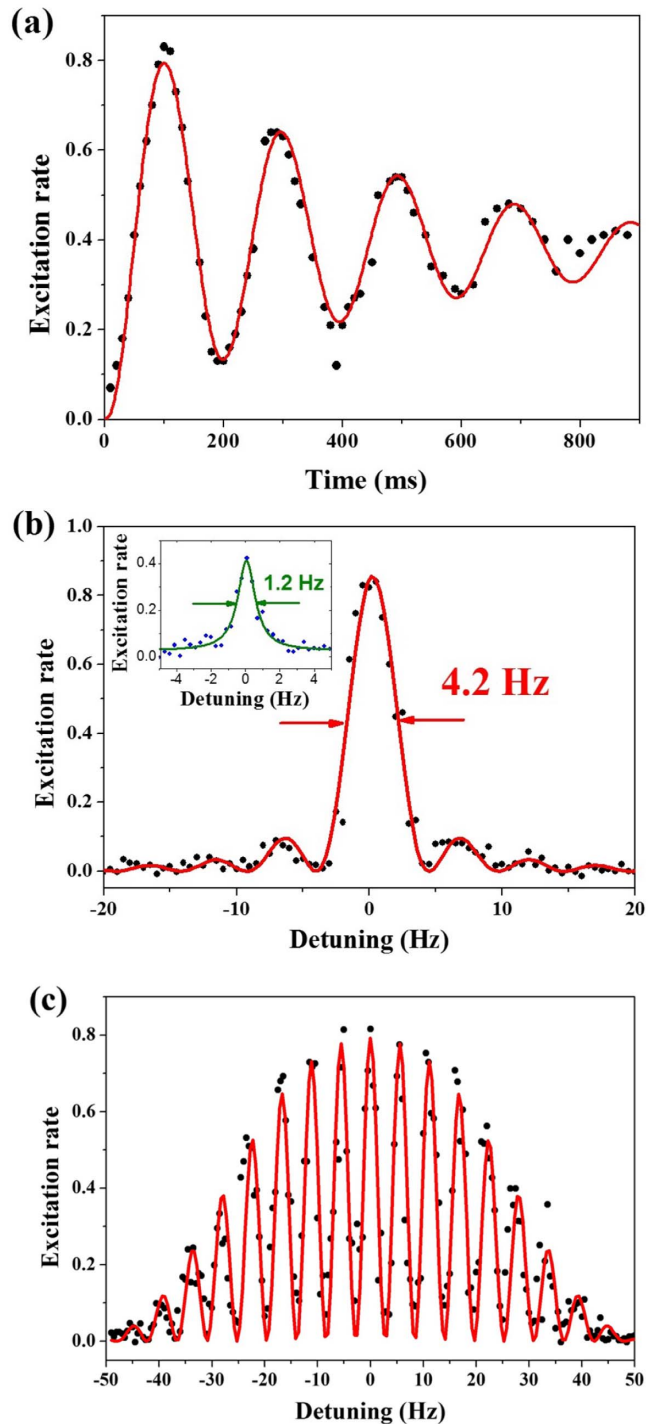 (a)
Excitation rate
0.8
0.6
0.4
0.2
0.0
0 200 400 600 800
Time (ms)
(b)
Excitation rate
1.0
0.8
0.6
0.4
0.2
0.0
Excitation rate
0.4
0.2
0.0
1.2 Hz
-4 -2 0 2 4
Detuning (Hz)
4.2 Hz
-20 -10 0 10 20
Detuning (Hz)
(c)
Excitation rate
0.8
0.6
0.4
0.2
0.0
-50 -40 -30 -20 -10 0 10 20 30 40 50
Detuning (Hz)